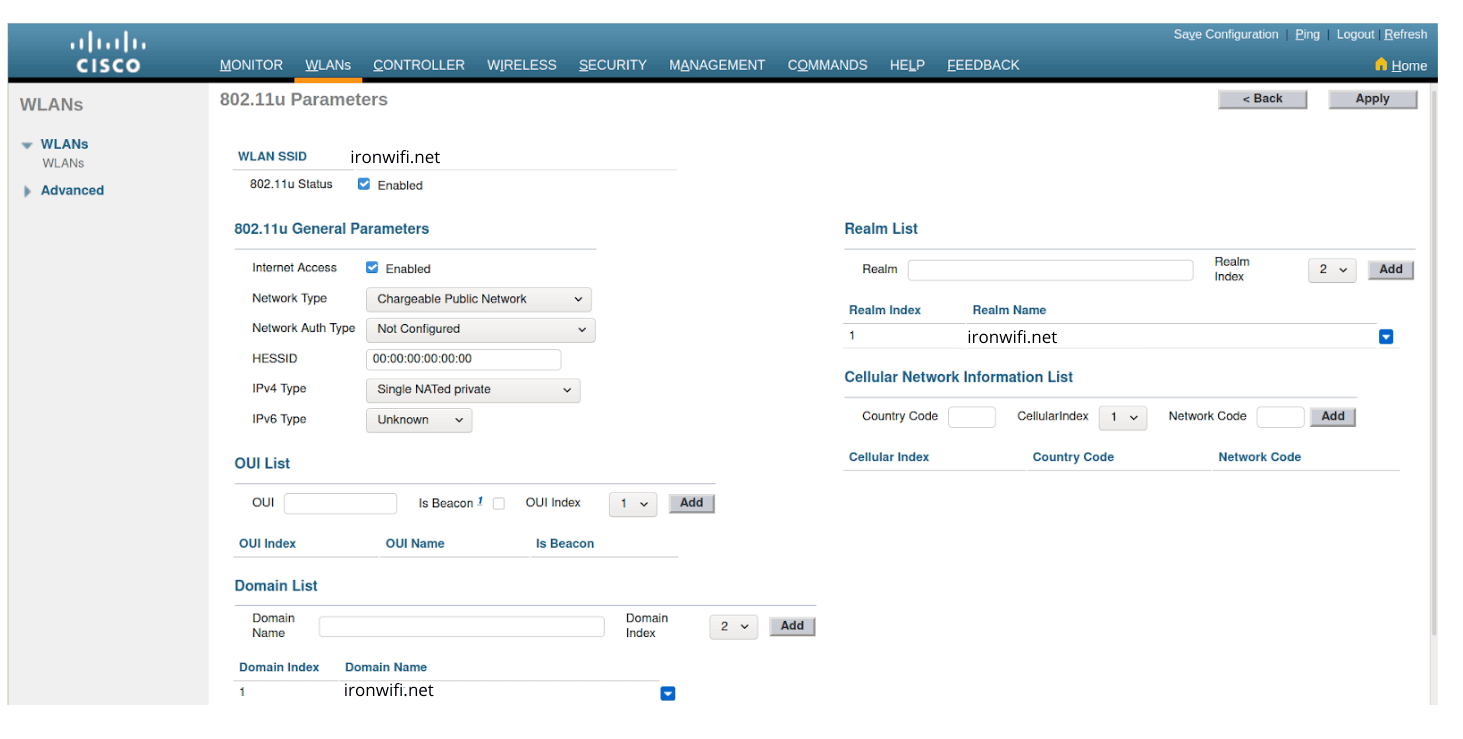 Save Configuration | Ping | Logout | Refresh
CISCO
MONITOR WLANs CONTROLLER WIRELESS SECURITY MANAGEMENT COMMANDS HELP FEEDBACK
Home
WLANs
WLANs
WLANs
Advanced
802.11u Parameters
< Back Apply
WLAN SSID ironwifi.net
802.11u Status Enabled
802.11u General Parameters
Internet Access Enabled
Network Type Chargeable Public Network
Network Auth Type Not Configured
HESSID 00:00:00:00:00:00
IPv4 Type Single NATed private
IPv6 Type Unknown
OUI List
OUI Is Beacon 1 OUI Index 1 Add
OUI Index OUI Name Is Beacon
Domain List
Domain Name Domain Index 2 Add
Domain Index Domain Name
1 ironwifi.net
Realm List
Realm Realm Index 2 Add
Realm Index Realm Name
1 ironwifi.net
Cellular Network Information List
Country Code CellularIndex 1 Network Code Add
Cellular Index Country Code Network Code